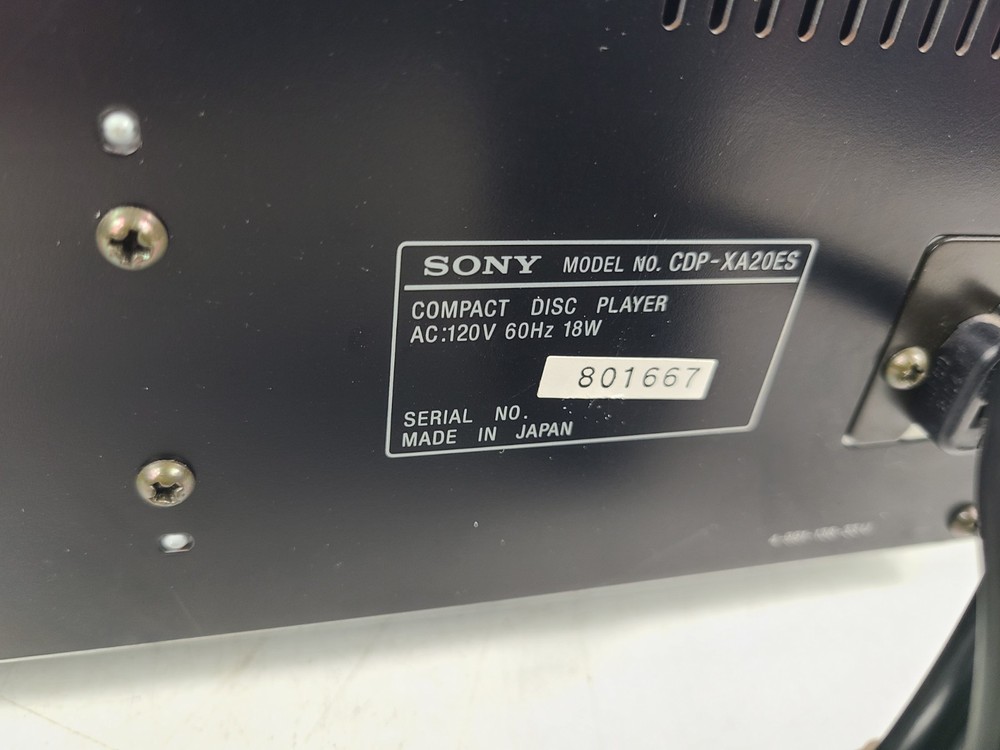 SONY MODEL NO. CDP-XA20ES
COMPACT DISC PLAYER
AC:120V 60Hz 18W
801667
SERIAL NO.
MADE IN JAPAN